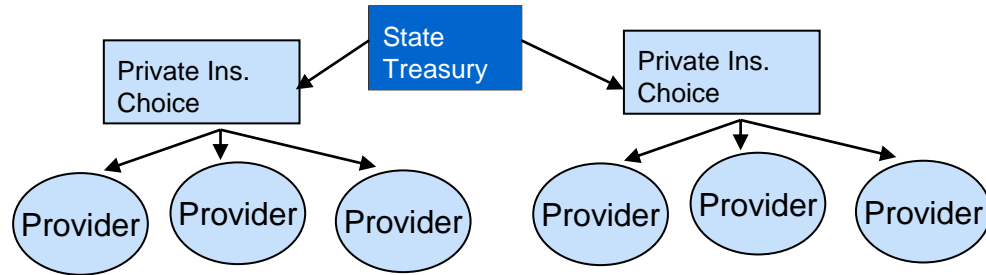 State
Treasury
Private Ins.
Choice
Private Ins.
Choice
Provider
Provider
Provider
Provider
Provider
Provider